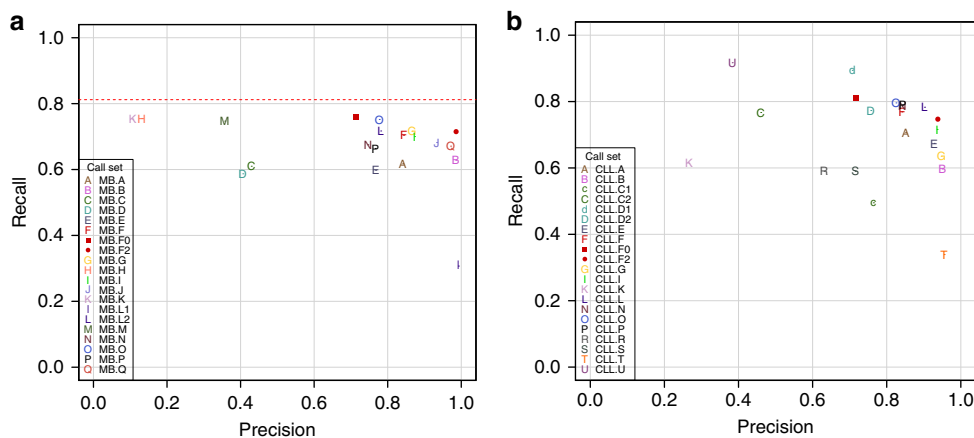 a
1.0
0.8
0.6
0.4
0.2
0.0
Recall
K H M O L G F I N P J Q B E A C D I
Call set
A MB.A
B MB.B
C MB.C
D MB.D
E MB.E
F MB.F
MB.F0
MB.F2
G MB.G
H MB.H
I MB.I
J MB.J
K MB.K
I MB.L1
L MB.L2
M MB.M
N MB.N
O MB.O
P MB.P
Q MB.Q
0.0 0.2 0.4 0.6 0.8 1.0
Precision
b
1.0
0.8
0.6
0.4
0.2
0.0
Recall
U d C D O P F L A I E G B K R S c T
Call set
A CLL.A
B CLL.B
c CLL.C1
C CLL.C2
d CLL.D1
D CLL.D2
E CLL.E
F CLL.F
CLL.F0
CLL.F2
G CLL.G
I CLL.I
K CLL.K
L CLL.L
N CLL.N
O CLL.O
P CLL.P
R CLL.R
S CLL.S
T CLL.T
U CLL.U
0.0 0.2 0.4 0.6 0.8 1.0
Precision